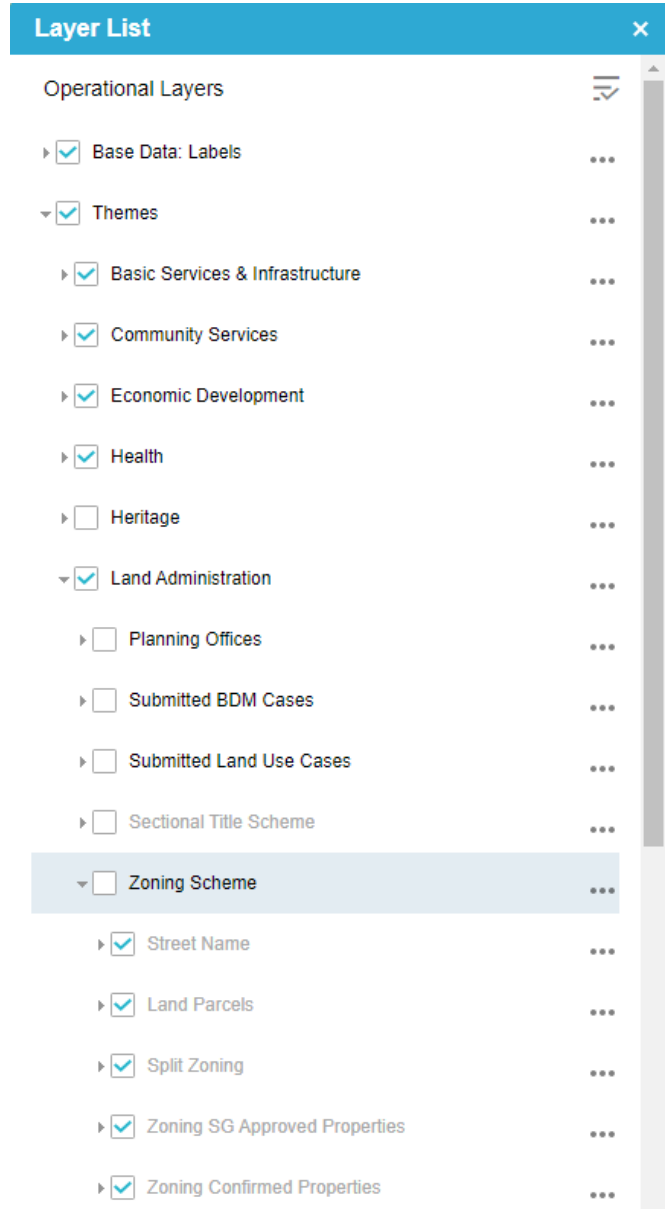 Layer List
Operational Layers
Base Data: Labels
Themes
Basic Services & Infrastructure
Community Services
Economic Development
Health
Heritage
Land Administration
Planning Offices
Submitted BDM Cases
Submitted Land Use Cases
Sectional Title Scheme
Zoning Scheme
Street Name
Land Parcels
Split Zoning
Zoning SG Approved Properties
Zoning Confirmed Properties